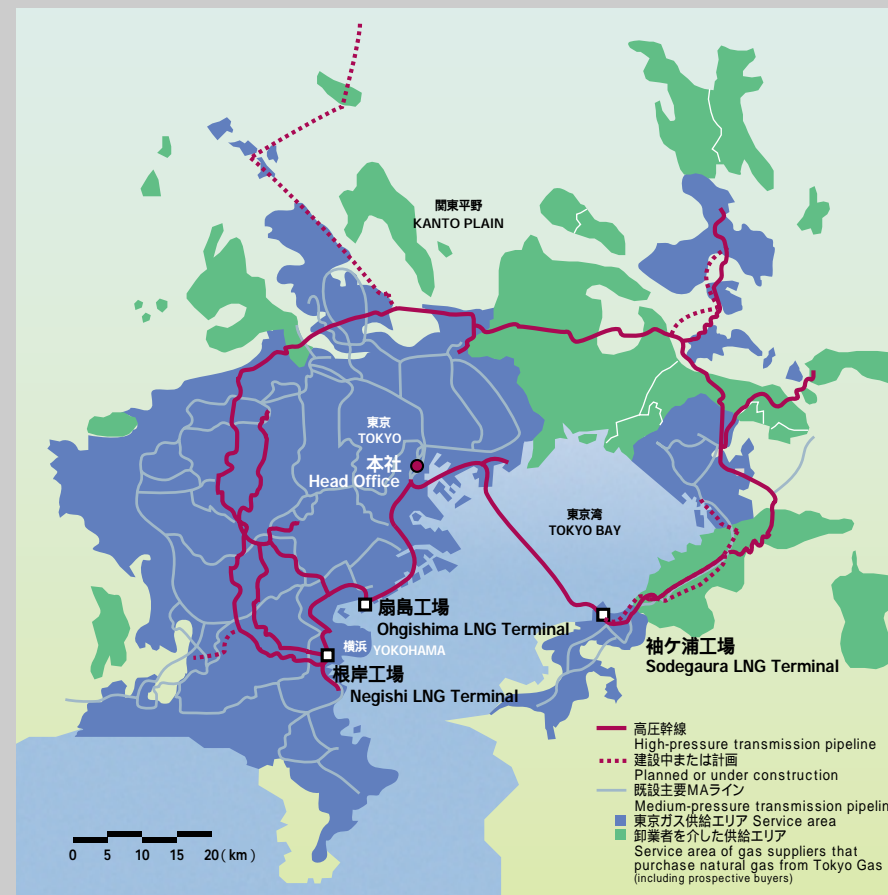 関東平野
KANTO PLAIN
東京
TOKYO
本社
Head Office
東京湾
TOKYO BAY
扇島工場
Ohgishima LNG Terminal
横浜 YOKOHAMA
根岸工場
Negishi LNG Terminal
袖ケ浦工場
Sodegaura LNG Terminal
高圧幹線
High-pressure transmission pipeline
建設中または計画
Planned or under construction
既設主要MAライン
Medium-pressure transmission pipelin
東京ガス供給エリア Service area
卸業者を介した供給エリア
Service area of gas suppliers that
purchase natural gas from Tokyo Gas
(including prospective buyers)
0 5 10 15 20 (km)